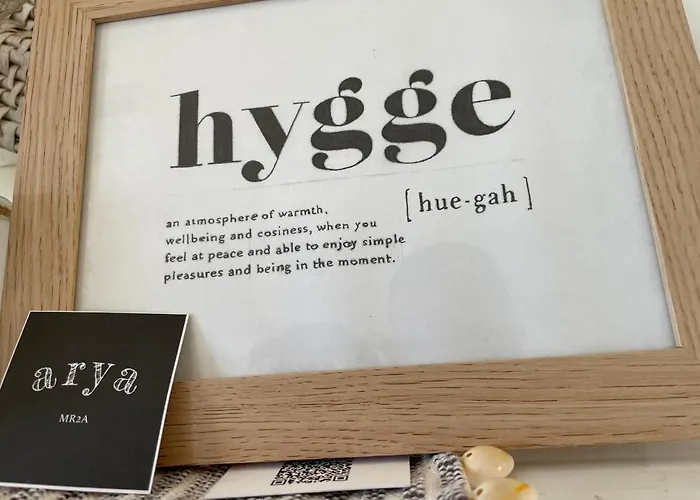 hygge
[hue-gah]
an atmosphere of warmth,
wellbeing and cosiness, when you
feel at peace and able to enjoy simple
pleasures and being in the moment.
arya
MR2A